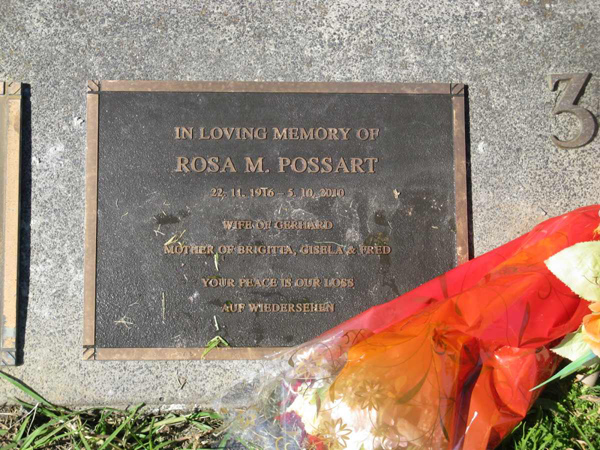 IN LOVING MEMORY OF
ROSA M. POSSART
22. 11. 1916 – 5. 10. 2010
WIFE OF GERHARD
MOTHER OF BRIGITTA, GISELA & FRED
YOUR PEACE IS OUR LOSS
AUF WIEDERSEHEN
3